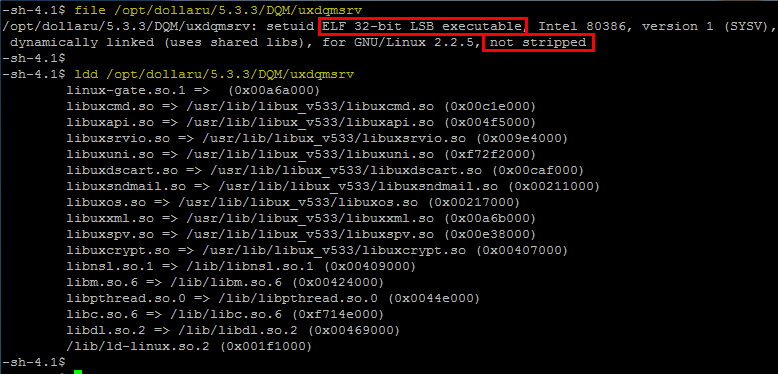 -sh-4.1$ file /opt/dollaru/5.3.3/DQM/uxdqmsrv
/opt/dollaru/5.3.3/DQM/uxdqmsrv: setuid ELF 32-bit LSB executable, Intel 80386, version 1 (SYSV),
dynamically linked (uses shared libs), for GNU/Linux 2.2.5, not stripped
-sh-4.1$
-sh-4.1$ ldd /opt/dollaru/5.3.3/DQM/uxdqmsrv
linux-gate.so.1 =>  (0x00a6a000)
libuxcmd.so => /usr/lib/libux_v533/libuxcmd.so (0x00c1e000)
libuxapi.so => /usr/lib/libux_v533/libuxapi.so (0x004f5000)
libuxsrvio.so => /usr/lib/libux_v533/libuxsrvio.so (0x009e4000)
libuxuni.so => /usr/lib/libux_v533/libuxuni.so (0xf72f2000)
libuxdscart.so => /usr/lib/libux_v533/libuxdscart.so (0x00caf000)
libuxsndmail.so => /usr/lib/libux_v533/libuxsndmail.so (0x00211000)
libuxos.so => /usr/lib/libux_v533/libuxos.so (0x00217000)
libuxxml.so => /usr/lib/libux_v533/libuxxml.so (0x00a6b000)
libuxspv.so => /usr/lib/libux_v533/libuxspv.so (0x00e38000)
libuxcrypt.so => /usr/lib/libux_v533/libuxcrypt.so (0x00407000)
libnsl.so.1 => /lib/libnsl.so.1 (0x00409000)
libm.so.6 => /lib/libm.so.6 (0x00424000)
libpthread.so.0 => /lib/libpthread.so.0 (0x0044e000)
libc.so.6 => /lib/libc.so.6 (0xf714e000)
libdl.so.2 => /lib/libdl.so.2 (0x00469000)
/lib/ld-linux.so.2 (0x001f1000)
-sh-4.1$